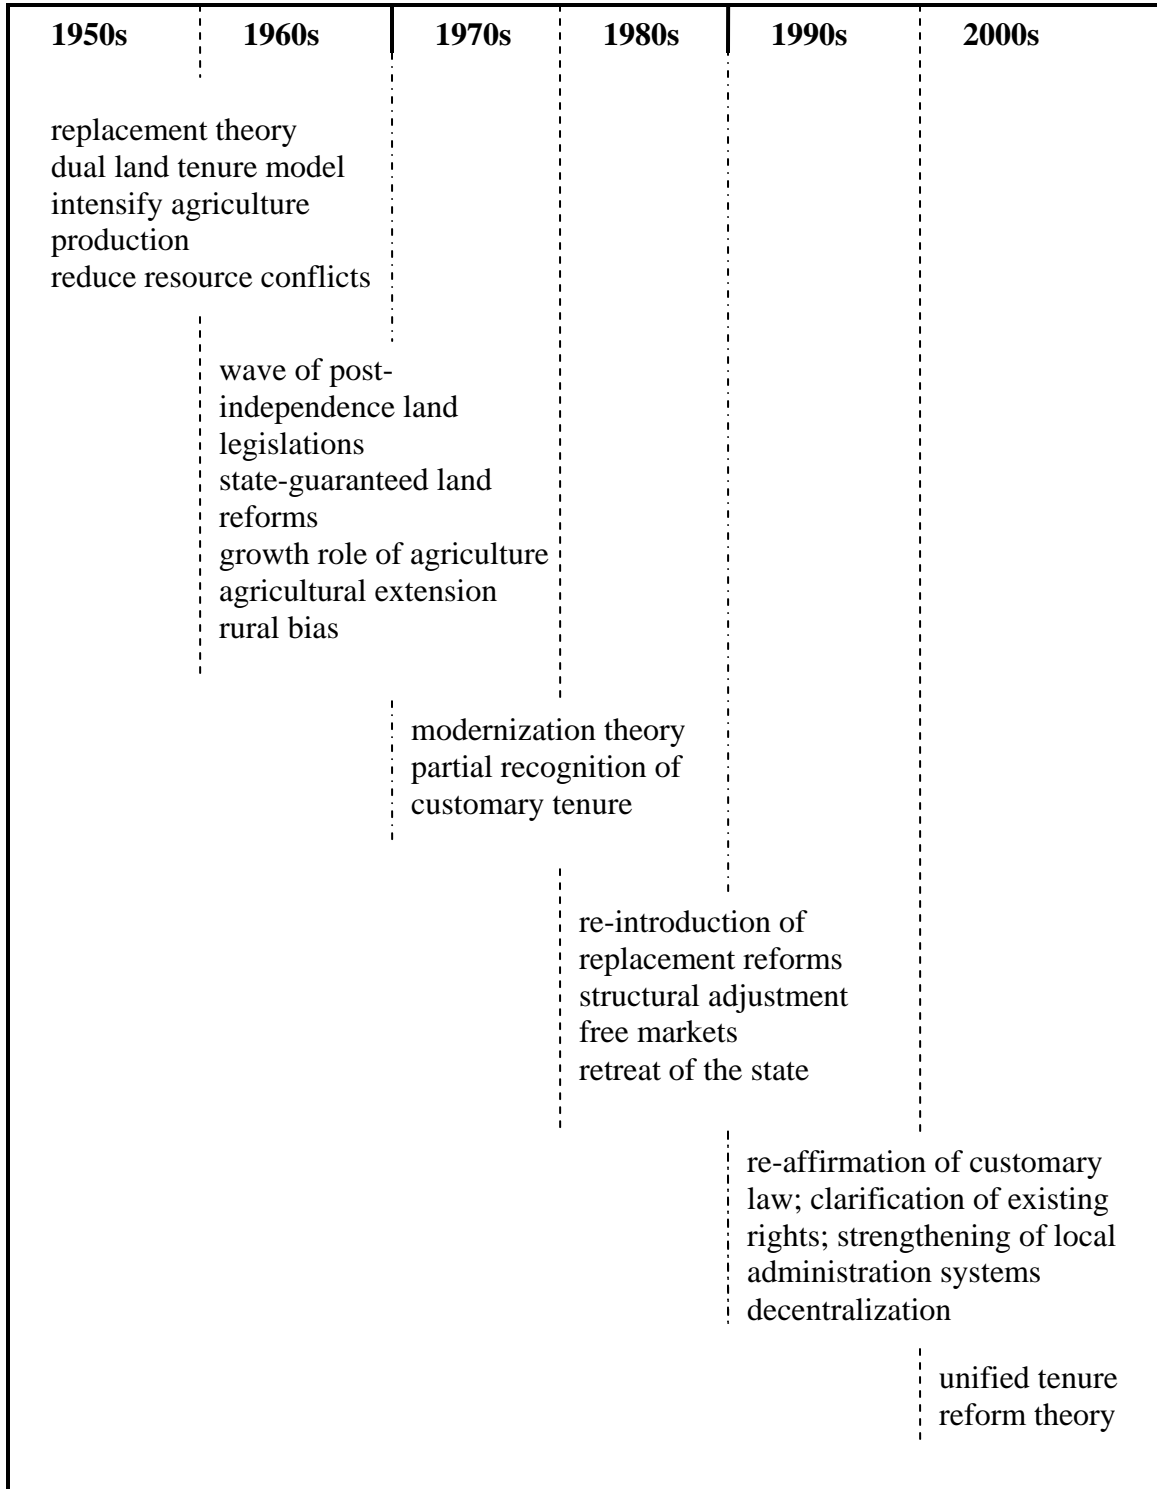 1950s 1960s 1970s 1980s 1990s 2000s
replacement theory
dual land tenure model
intensify agriculture
production
reduce resource conflicts
wave of post-
independence land
legislations
state-guaranteed land
reforms
growth role of agriculture
agricultural extension
rural bias
modernization theory
partial recognition of
customary tenure
re-introduction of
replacement reforms
structural adjustment
free markets
retreat of the state
re-affirmation of customary
law; clarification of existing
rights; strengthening of local
administration systems
decentralization
unified tenure
reform theory